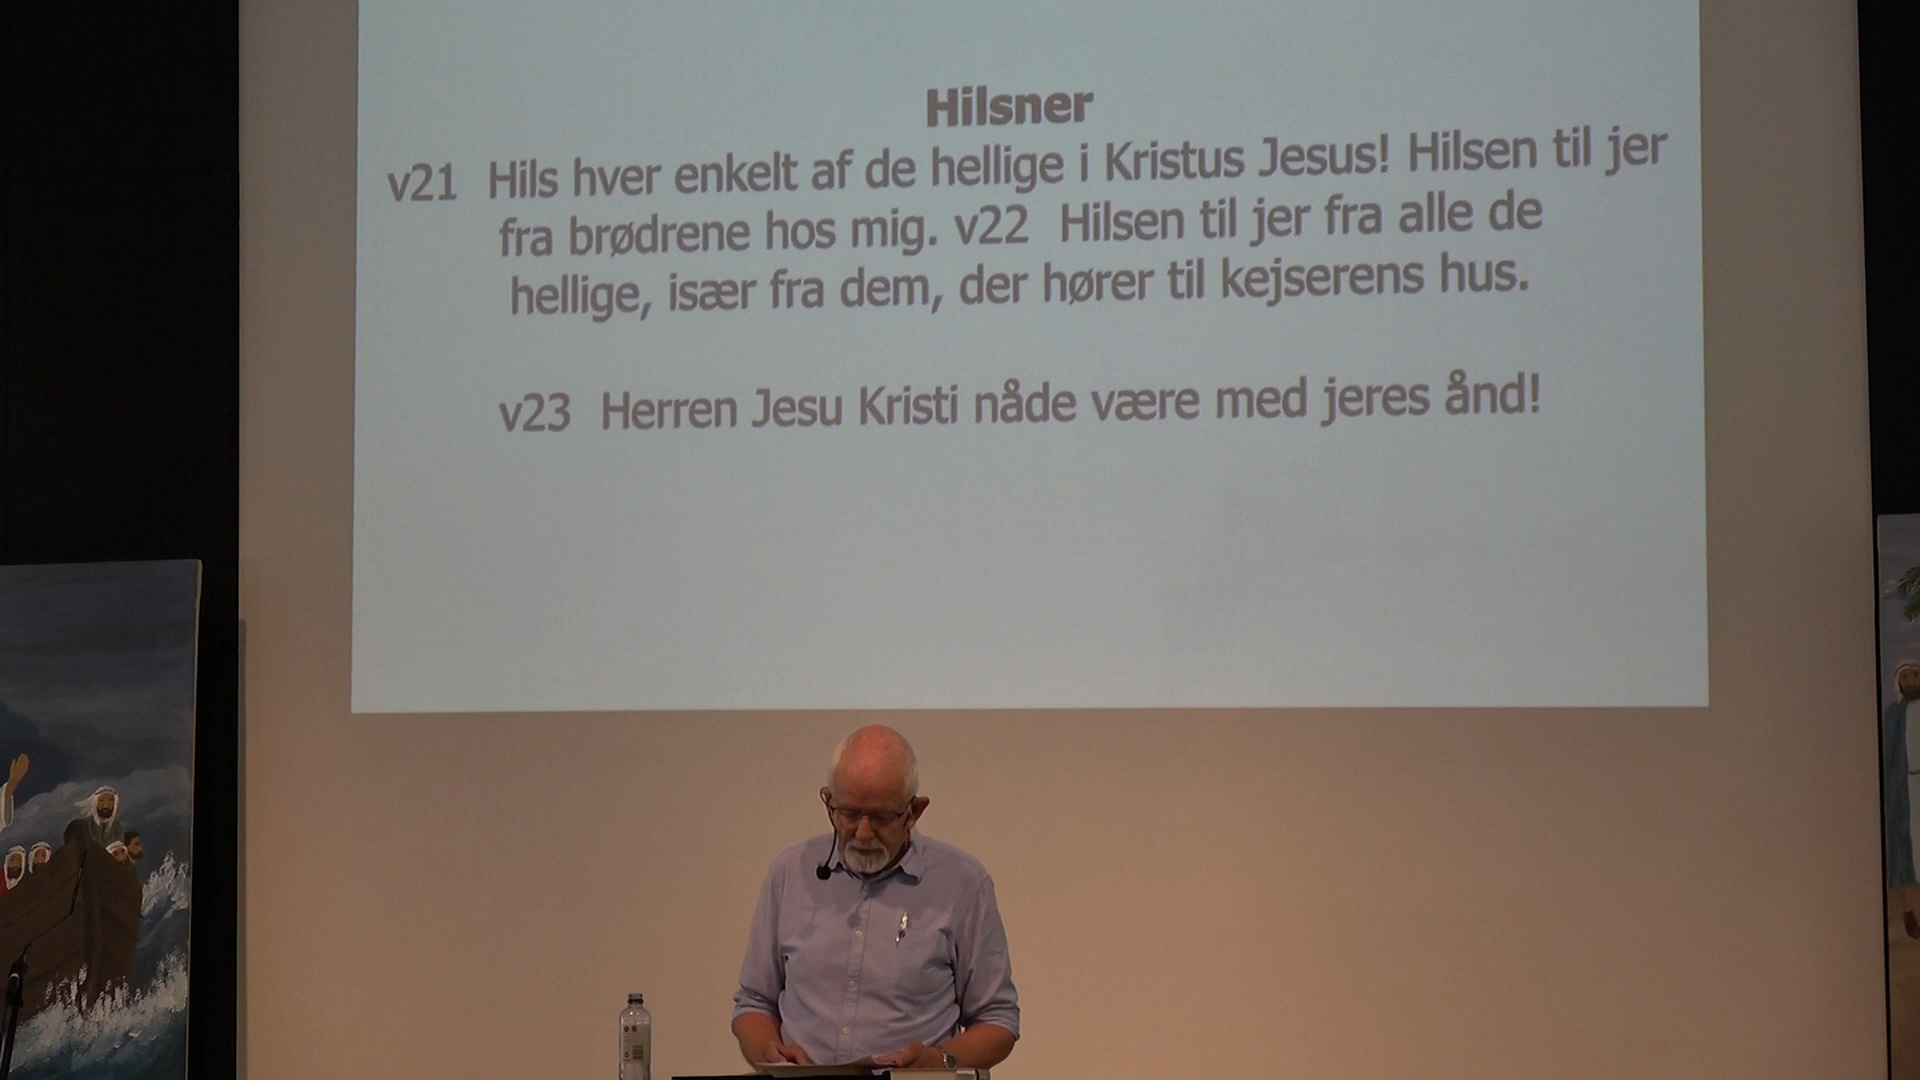 Hilsner
v21 Hils hver enkelt af de hellige i Kristus Jesus! Hilsen til jer
fra brødrene hos mig. v22 Hilsen til jer fra alle de
hellige, især fra dem, der hører til kejserens hus.
v23 Herren Jesu Kristi nåde være med jeres ånd!